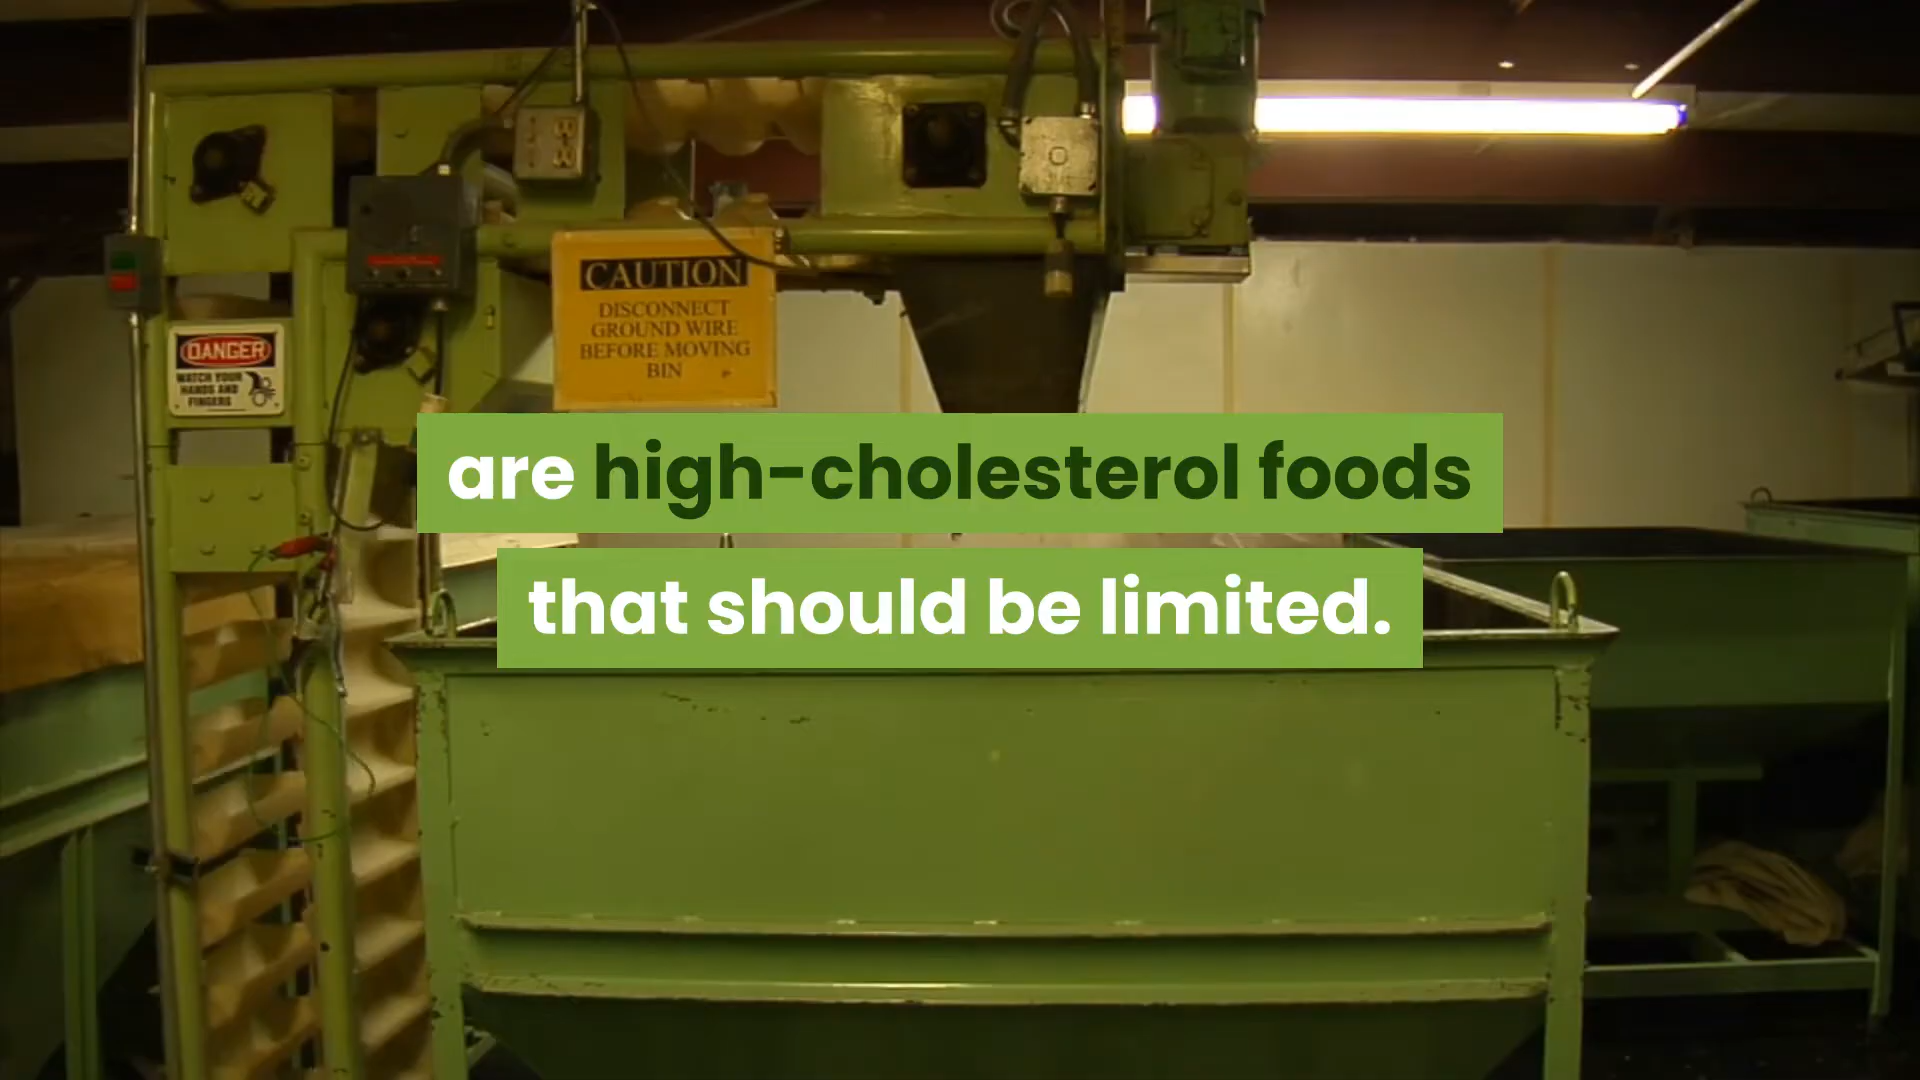 CAUTION
DISCONNECT
GROUND WIRE
BEFORE MOVING
BIN
DANGER
WATCH YOUR
HANDS AND
FINGERS
are high-cholesterol foods
that should be limited.